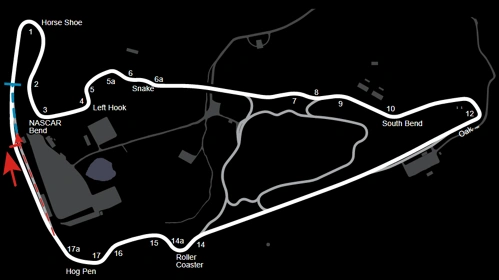 Horse Shoe
1
2
3
NASCAR
Bend
4
Left Hook
5
5a
6
Snake
6a
7
8
9
10
South Bend
12
Oak
14
14a
Roller
Coaster
15
16
17
Hog Pen
17a